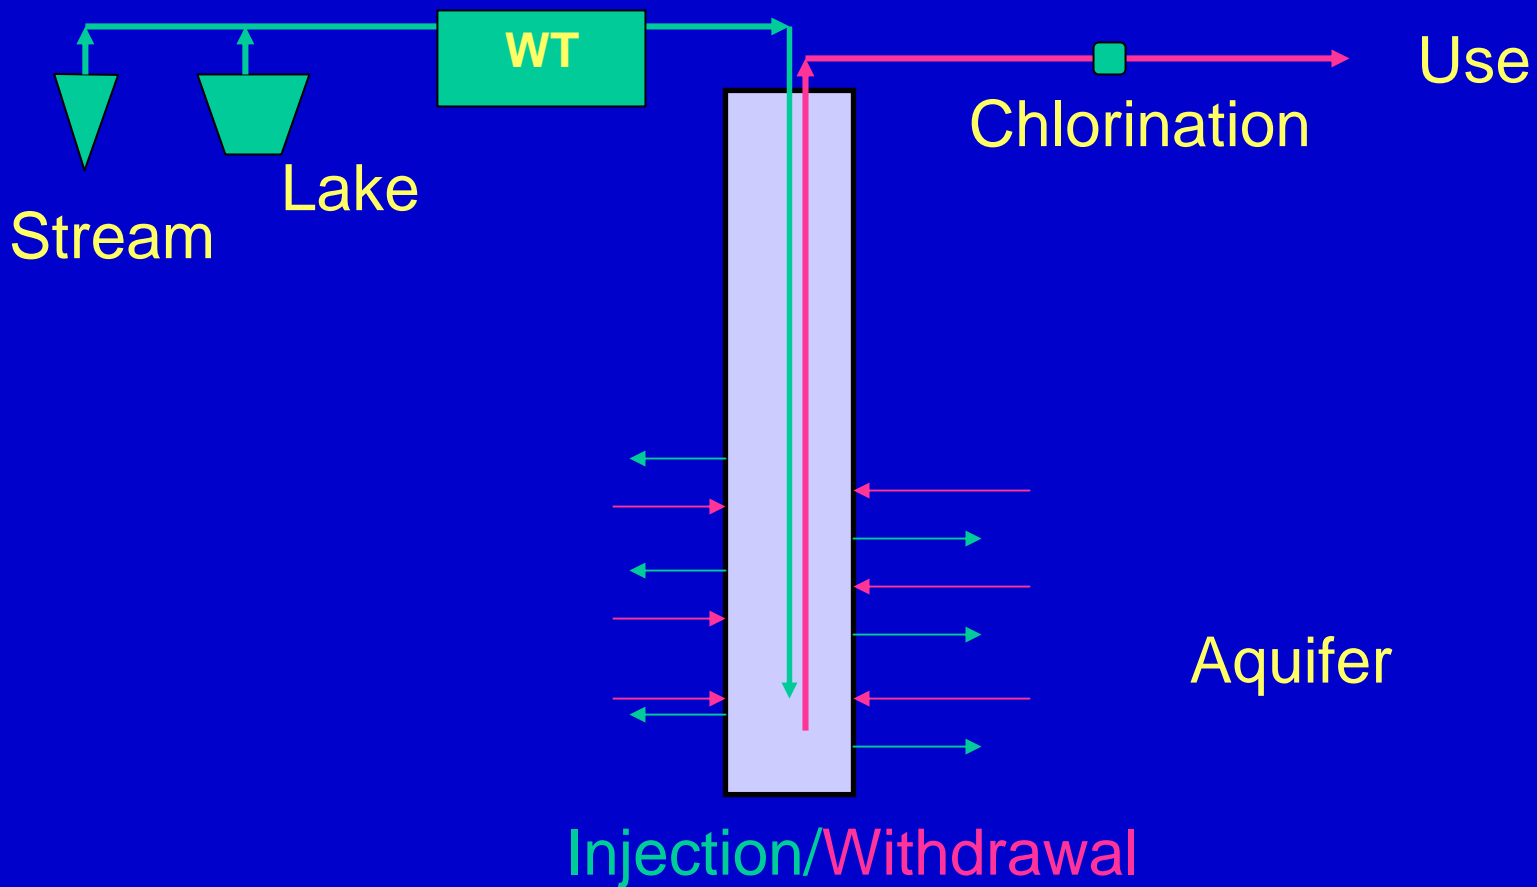 WT
Use
Chlorination
Lake
Stream
Aquifer
Injection/Withdrawal